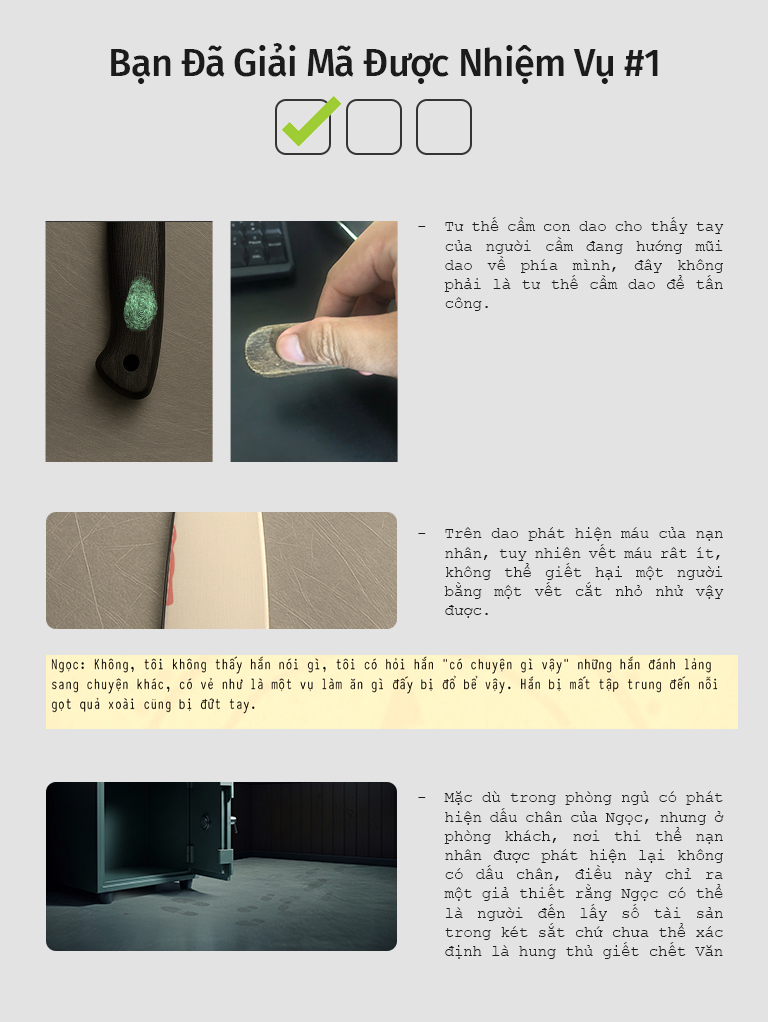 Bạn Đã Giải Mã Được Nhiệm Vụ #1
- Tư thế cầm con dao cho thấy tay
của người cầm đang hướng mũi
dao về phía mình, đây không
phải là tư thế cầm dao để tấn
công.
- Trên dao phát hiện máu của nạn
nhân, tuy nhiên vết máu rât ít,
không thể giết hại một người
bằng một vết cắt nhỏ nhử vậy
được.
Ngọc: Không, tôi không thấy hắn nói gì, tôi có hỏi hắn "có chuyện gì vậy" những hắn đánh lảng
sang chuyện khác, có vẻ như là một vụ làm ăn gì đấy bị đổ bể vậy. Hắn bị mất tập trung đến nỗi
gọt quả xoài cũng bị đứt tay.
- Mặc dù trong phòng ngủ có phát
hiện dấu chân của Ngọc, nhưng ở
phòng khách, nơi thi thể nạn
nhân được phát hiện lại không
có dấu chân, điều này chỉ ra
một giả thiết rằng Ngọc có thể
là người đến lấy số tài sản
trong két sắt chứ chưa thể xác
định là hung thủ giết chết Văn